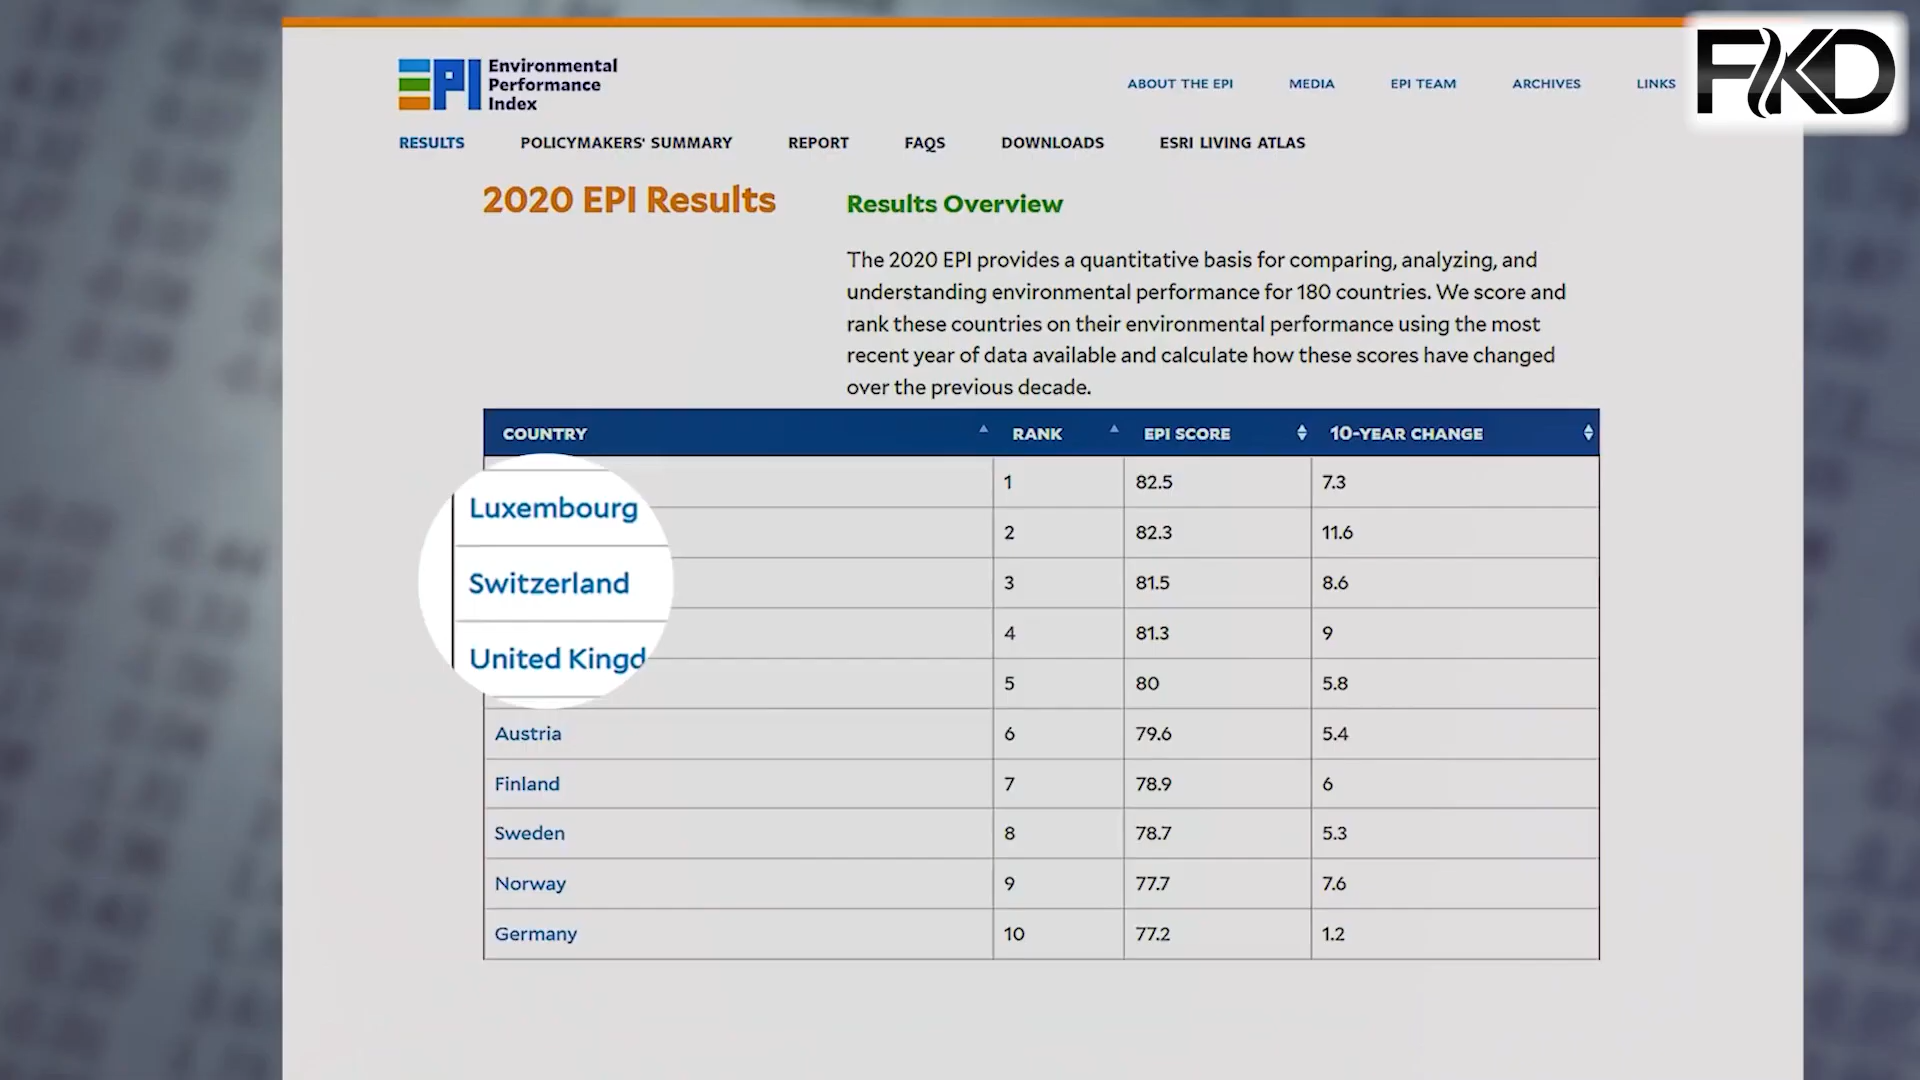 FKD
EPI Environmental
Performance
Index
ABOUT THE EPI MEDIA EPI TEAM ARCHIVES LINKS
RESULTS POLICYMAKERS' SUMMARY REPORT FAQS DOWNLOADS ESRI LIVING ATLAS
2020 EPI Results
Results Overview
The 2020 EPI provides a quantitative basis for comparing, analyzing, and
understanding environmental performance for 180 countries. We score and
rank these countries on their environmental performance using the most
recent year of data available and calculate how these scores have changed
over the previous decade.
COUNTRY RANK EPI SCORE 10-YEAR CHANGE
1 82.5 7.3
Luxembourg
2 82.3 11.6
Switzerland 3 81.5 8.6
4 81.3 9
United Kingd
5 80 5.8
Austria 6 79.6 5.4
Finland 7 78.9 6
Sweden 8 78.7 5.3
Norway 9 77.7 7.6
Germany 10 77.2 1.2